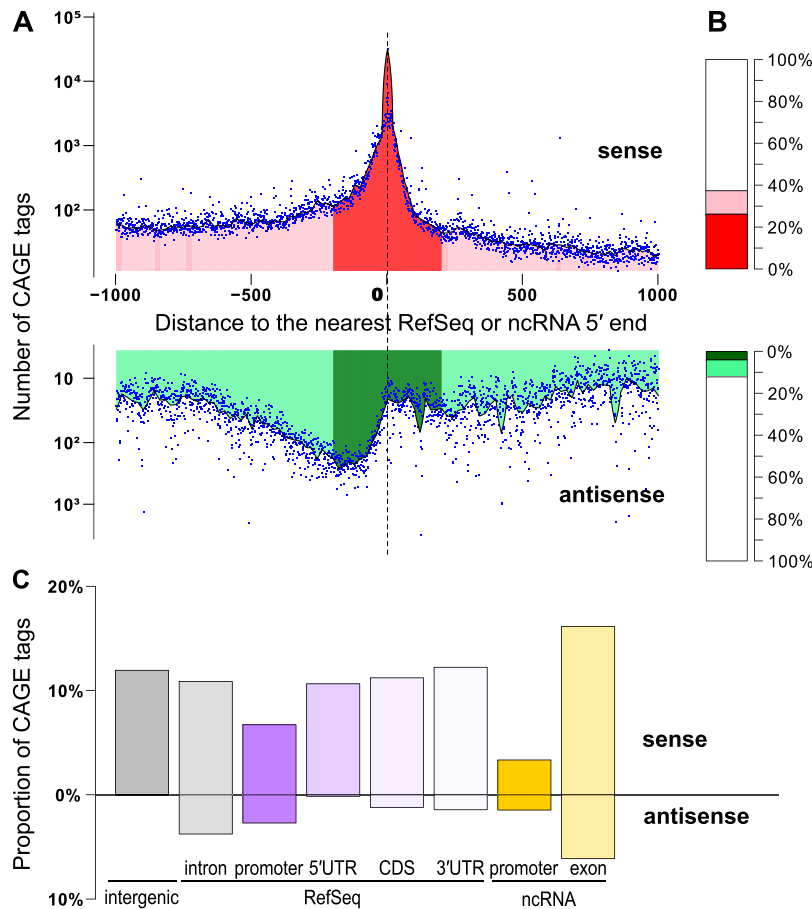 A
B
Number of CAGE tags
10⁵
10⁴
10³
10²
sense
−1000
−500
0
500
1000
Distance to the nearest RefSeq or ncRNA 5′ end
10
10²
10³
antisense
100%
80%
60%
40%
20%
0%
0%
20%
40%
60%
80%
100%
C
Proportion of CAGE tags
20%
10%
0%
10%
sense
antisense
intron promoter 5′UTR CDS 3′UTR promoter exon
intergenic RefSeq ncRNA